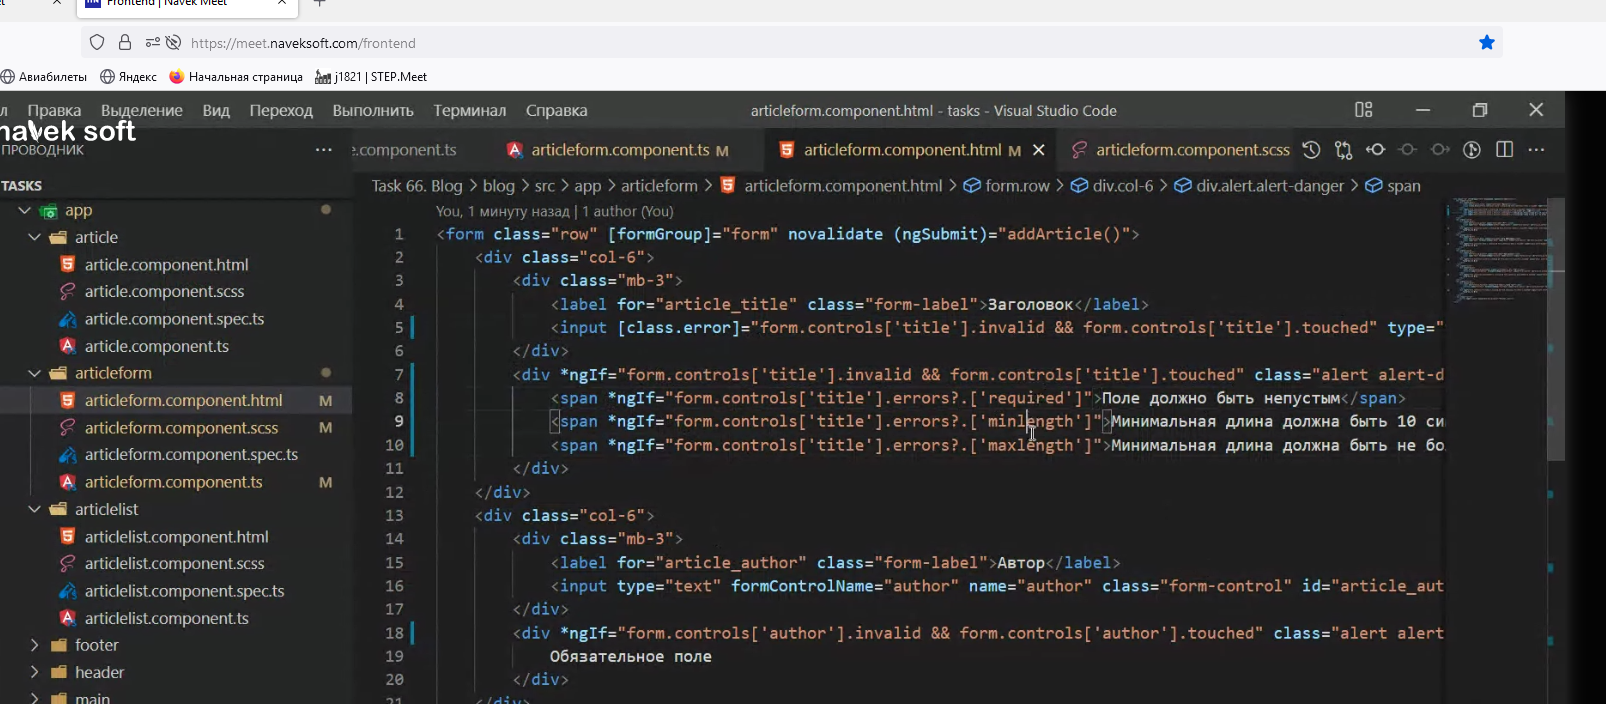 Frontend | Navek Meet
https://meet.naveksoft.com/frontend
Авиабилеты Яндекс Начальная страница j1821 | STEP.Meet
Правка Выделение Вид Переход Выполнить Терминал Справка articleform.component.html - tasks - Visual Studio Code
navek soft
ПРОВОДНИК ...
e.component.ts articleform.component.ts M articleform.component.html M articleform.component.scss
TASKS
Task 66. Blog > blog > src > app > articleform > articleform.component.html > form.row > div.col-6 > div.alert.alert-danger > span
app
article
article.component.html
article.component.scss
article.component.spec.ts
article.component.ts
articleform
articleform.component.html M
articleform.component.scss M
articleform.component.spec.ts
articleform.component.ts M
articlelist
articlelist.component.html
articlelist.component.scss
articlelist.component.spec.ts
articlelist.component.ts
footer
header
main
You, 1 минуту назад | 1 author (You)
1 <form class="row" [formGroup]="form" novalidate (ngSubmit)="addArticle()">
2 <div class="col-6">
3 <div class="mb-3">
4 <label for="article_title" class="form-label">Заголовок</label>
5 <input [class.error]="form.controls['title'].invalid && form.controls['title'].touched" type="
6 </div>
7 <div *ngIf="form.controls['title'].invalid && form.controls['title'].touched" class="alert alert-d
8 <span *ngIf="form.controls['title'].errors?.['required']">Поле должно быть непустым</span>
9 <span *ngIf="form.controls['title'].errors?.['minlength']">Минимальная длина должна быть 10 си
10 <span *ngIf="form.controls['title'].errors?.['maxlength']">Минимальная длина должна быть не бо
11 </div>
12 </div>
13 <div class="col-6">
14 <div class="mb-3">
15 <label for="article_author" class="form-label">Автор</label>
16 <input type="text" formControlName="author" name="author" class="form-control" id="article_aut
17 </div>
18 <div *ngIf="form.controls['author'].invalid && form.controls['author'].touched" class="alert alert
19 Обязательное поле
20 </div>
21 </div>